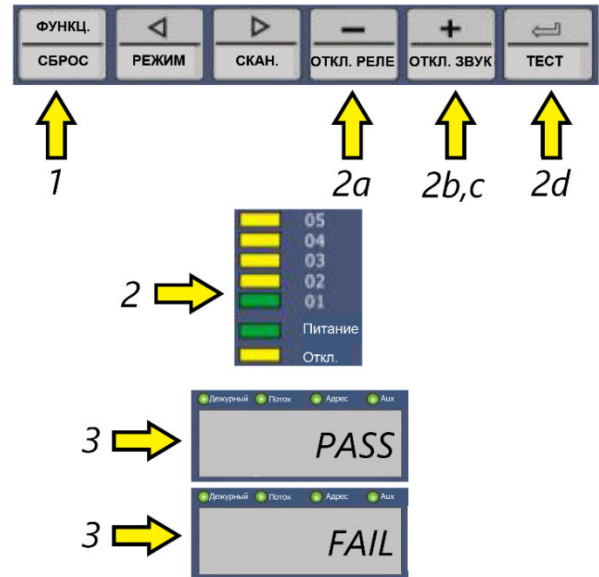 ФУНКЦ.
СБРОС РЕЖИМ СКАН. ОТКЛ. РЕЛЕ ОТКЛ. ЗВУК ТЕСТ
1 2a 2b,c 2d
05
04
03
02
2 01
Питание
Откл.
Дежурный Поток Адрес Aux
3 PASS
Дежурный Поток Адрес Aux
3 FAIL